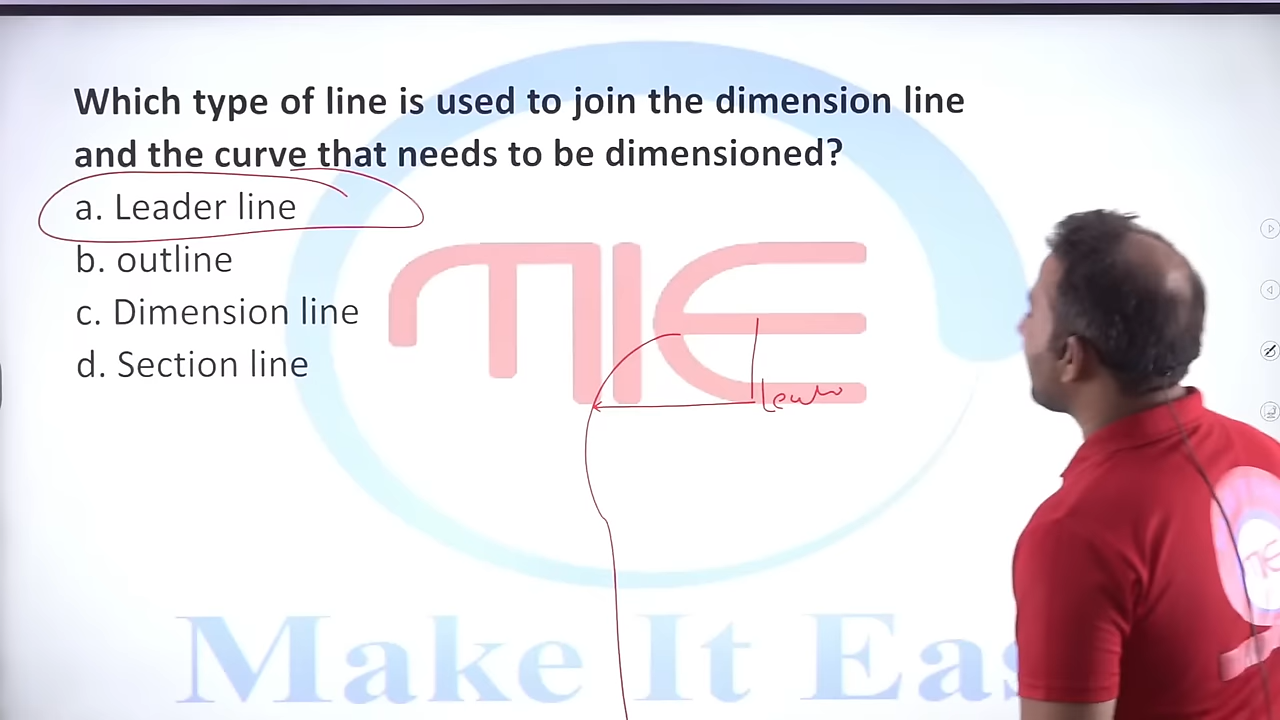 Which type of line is used to join the dimension line
and the curve that needs to be dimensioned?
a. Leader line
b. outline
c. Dimension line
d. Section line
MIE
Make It Eas